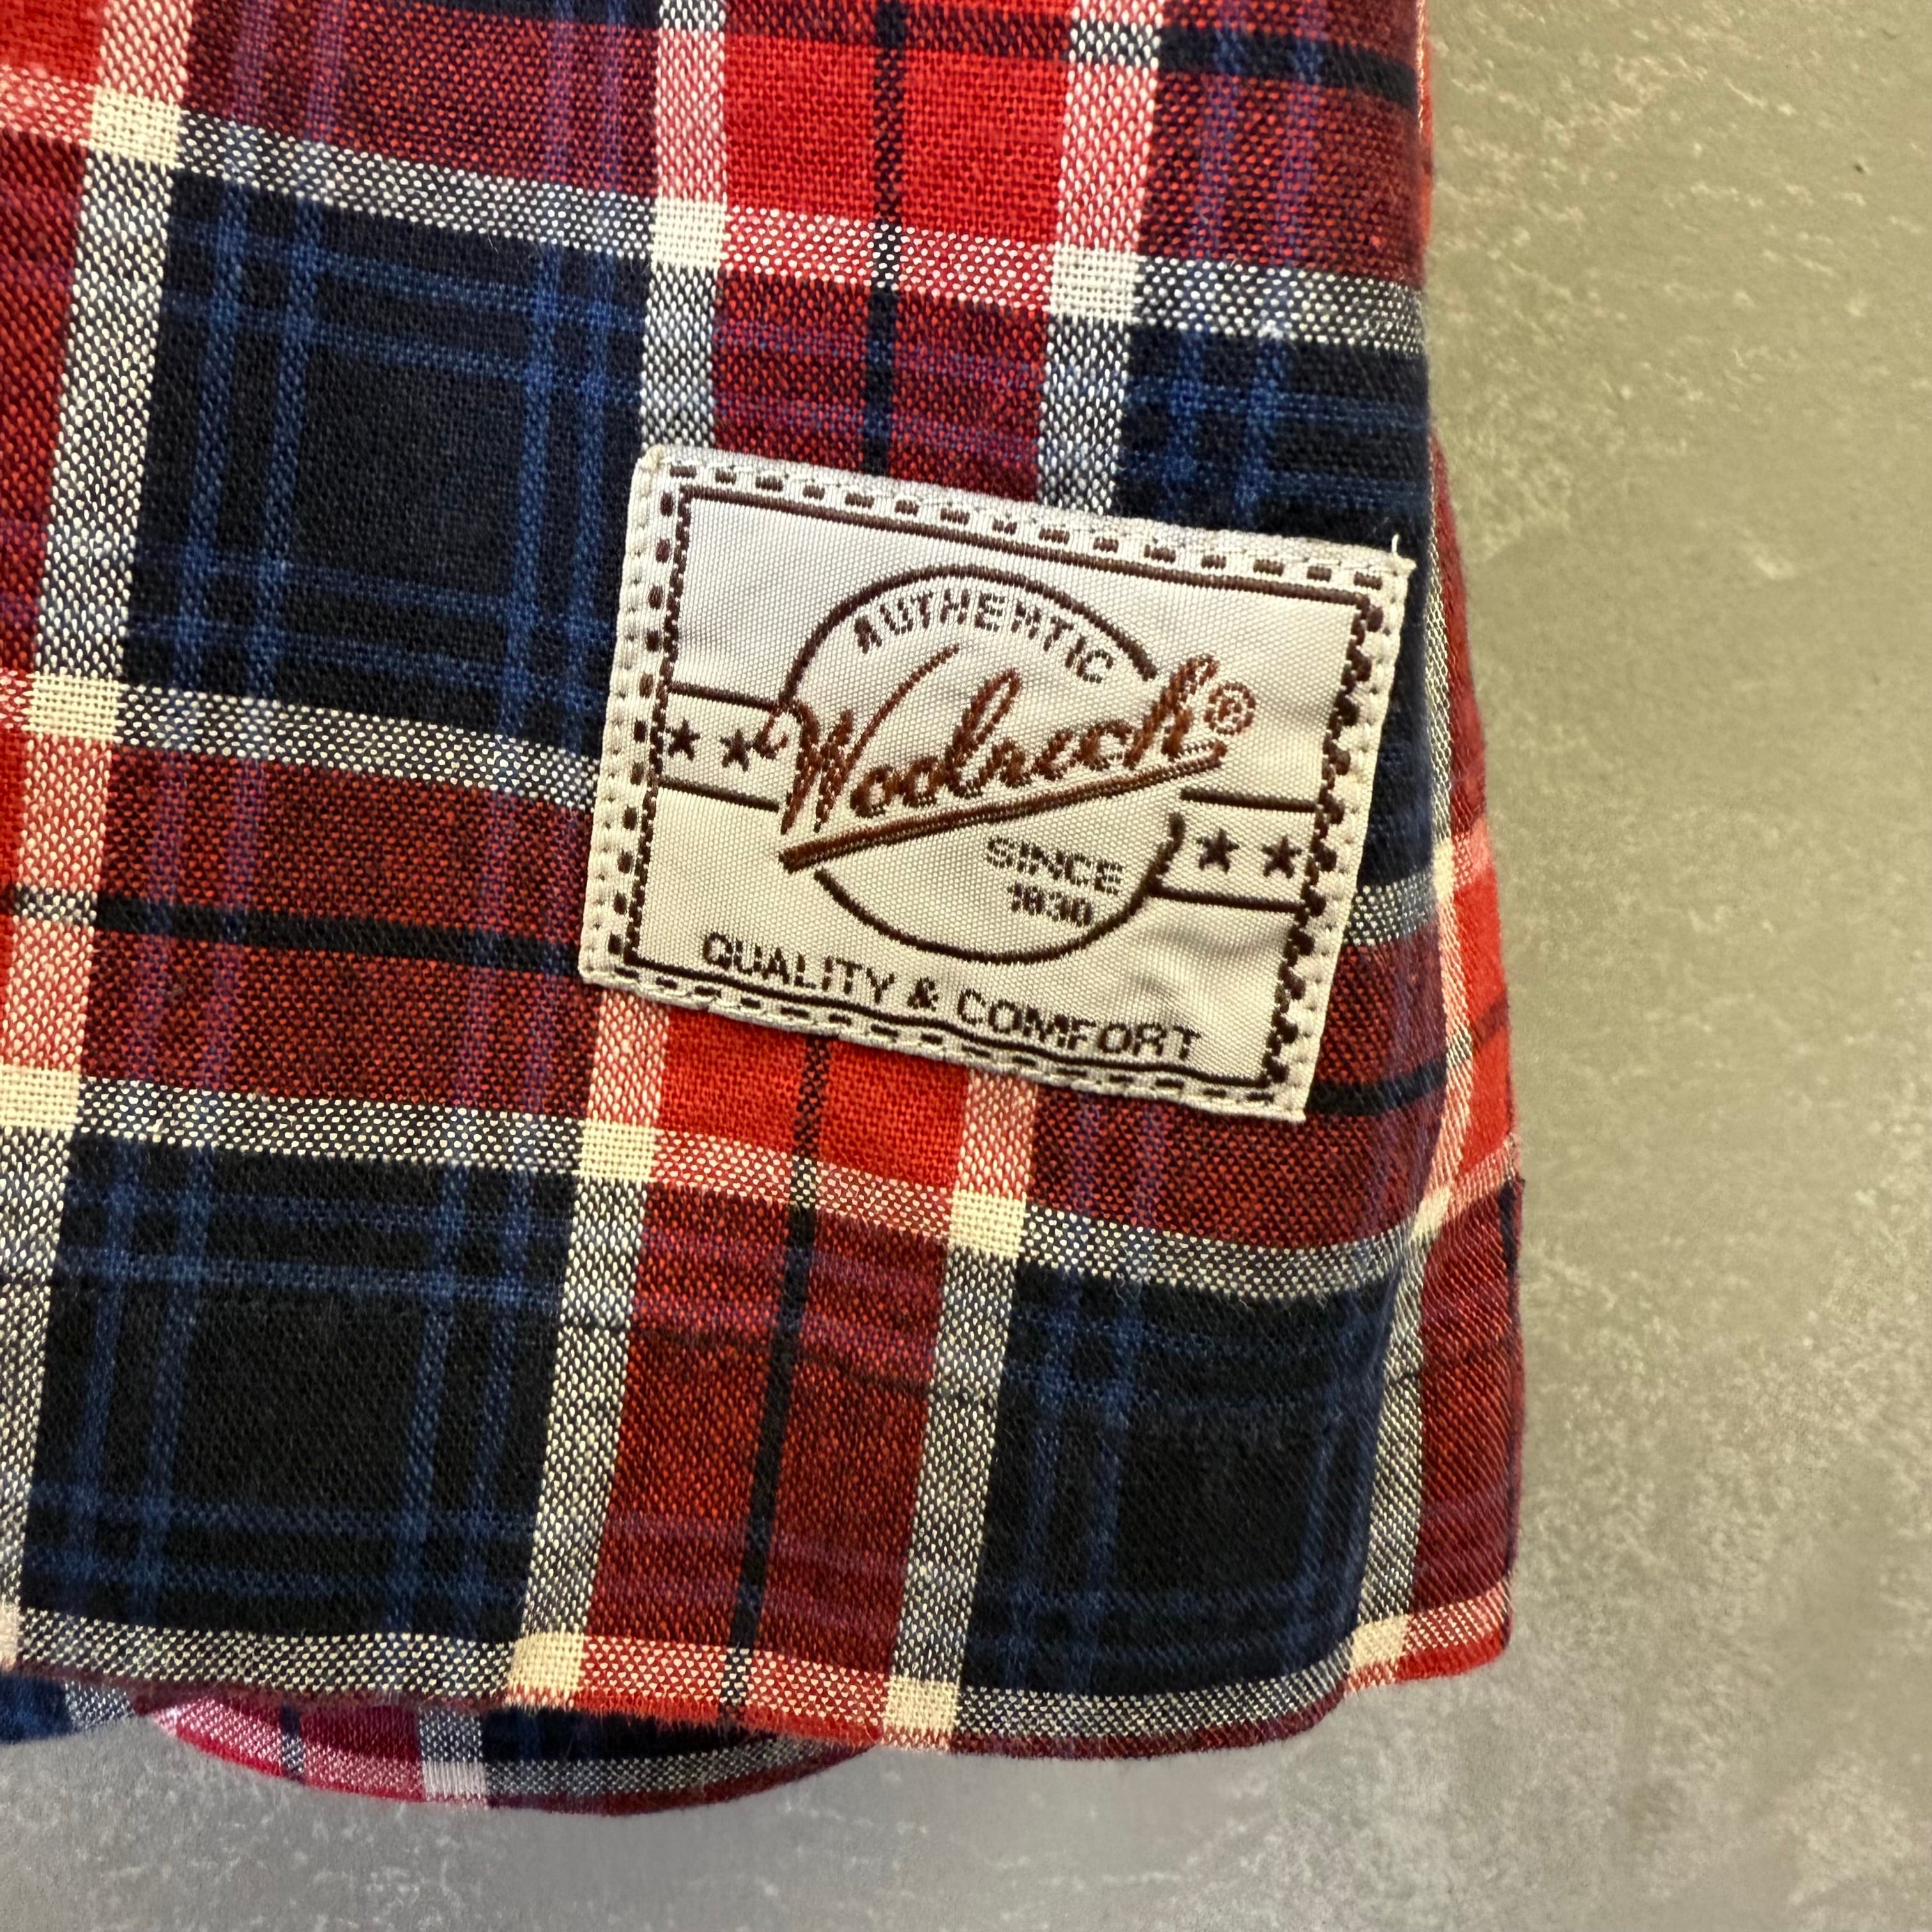 AUTHENTIC
Woolrich®
SINCE
1830
QUALITY & COMFORT